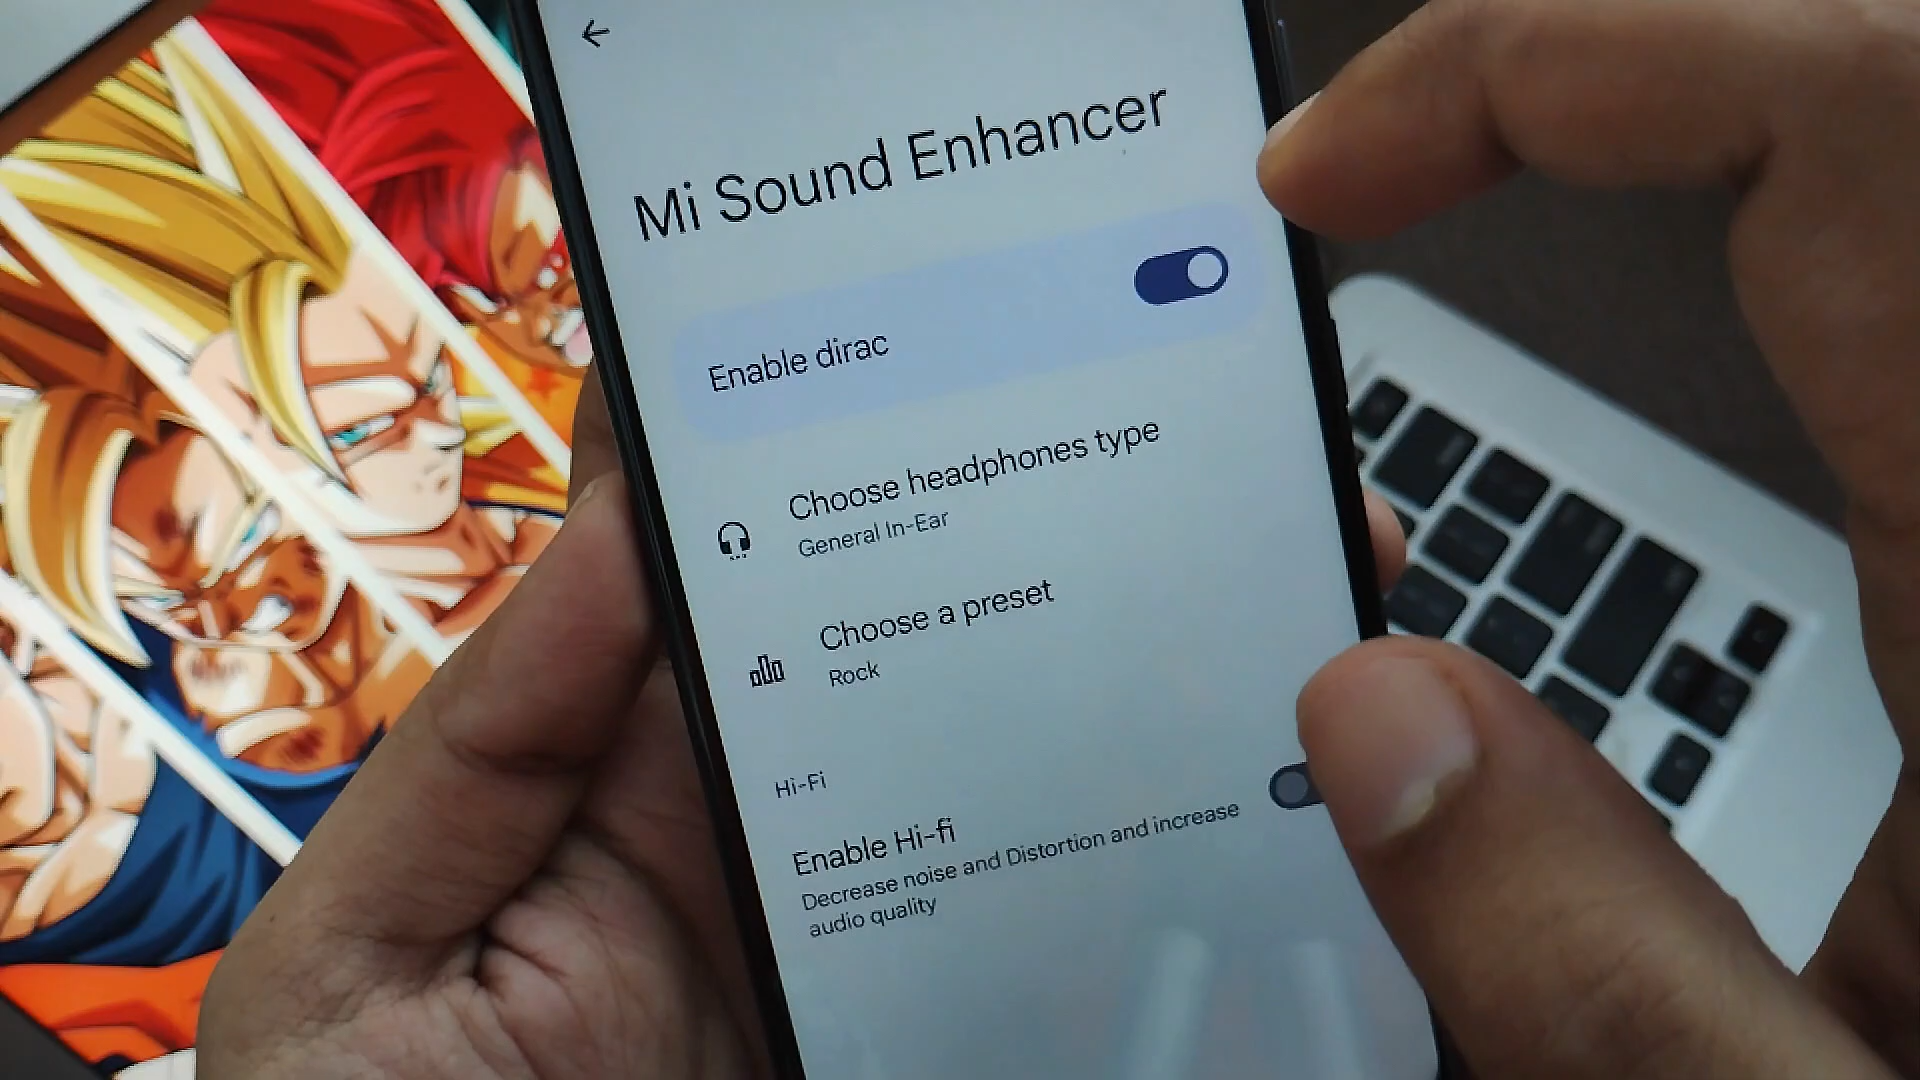 Mi Sound Enhancer
Enable dirac
Choose headphones type
General In-Ear
Choose a preset
Rock
Hi-Fi
Enable Hi-fi
Decrease noise and Distortion and increase
audio quality